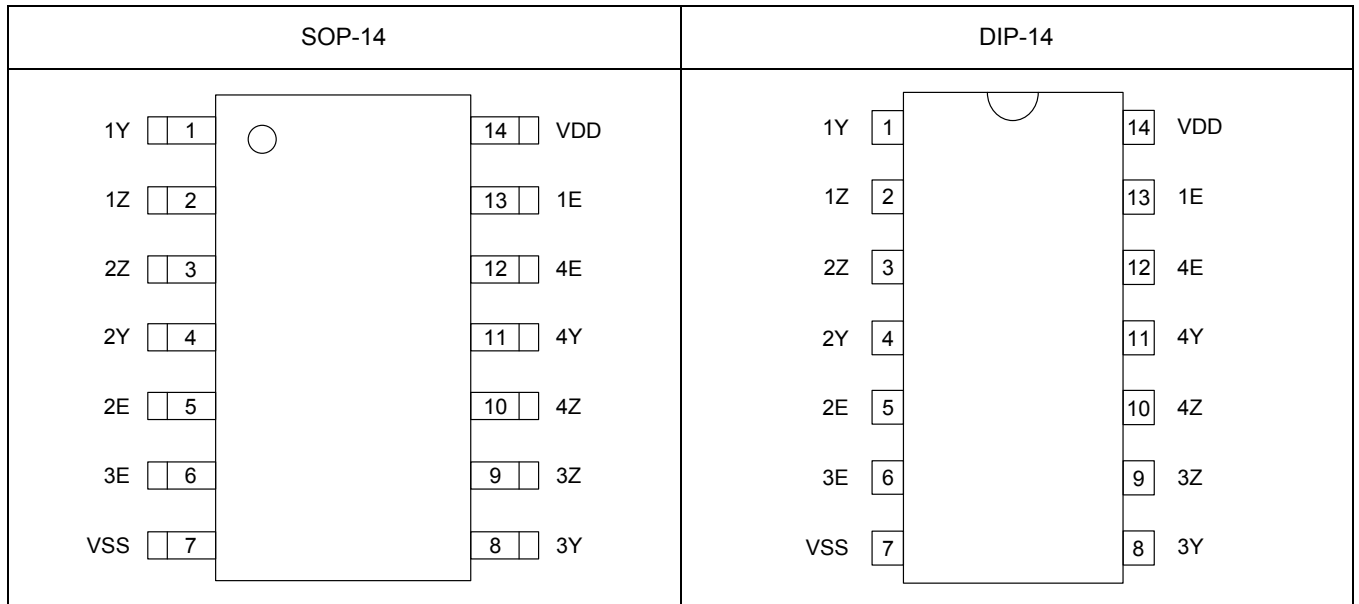 SOP-14 DIP-14
1Y 1 14 VDD 1Y 1 14 VDD
1Z 2 13 1E 1Z 2 13 1E
2Z 3 12 4E 2Z 3 12 4E
2Y 4 11 4Y 2Y 4 11 4Y
2E 5 10 4Z 2E 5 10 4Z
3E 6 9 3Z 3E 6 9 3Z
VSS 7 8 3Y VSS 7 8 3Y